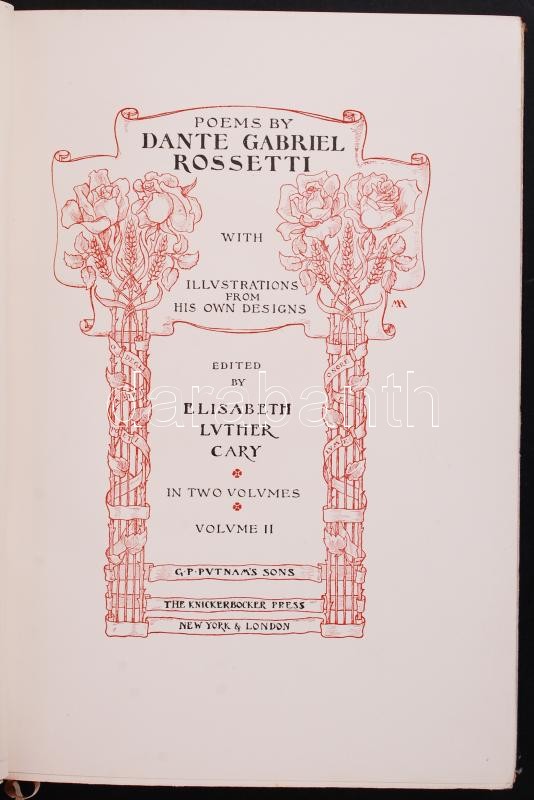 POEMS BY
DANTE GABRIEL
ROSSETTI
WITH
ILLVSTRATIONS
FROM
HIS OWN DESIGNS
EDITED
BY
ELISABETH
LVTHER
CARY
IN TWO VOLVMES
VOLVME II
G·P·PVTNAM'S SONS
THE KNICKERBOCKER PRESS
NEW YORK & LONDON
darabanth